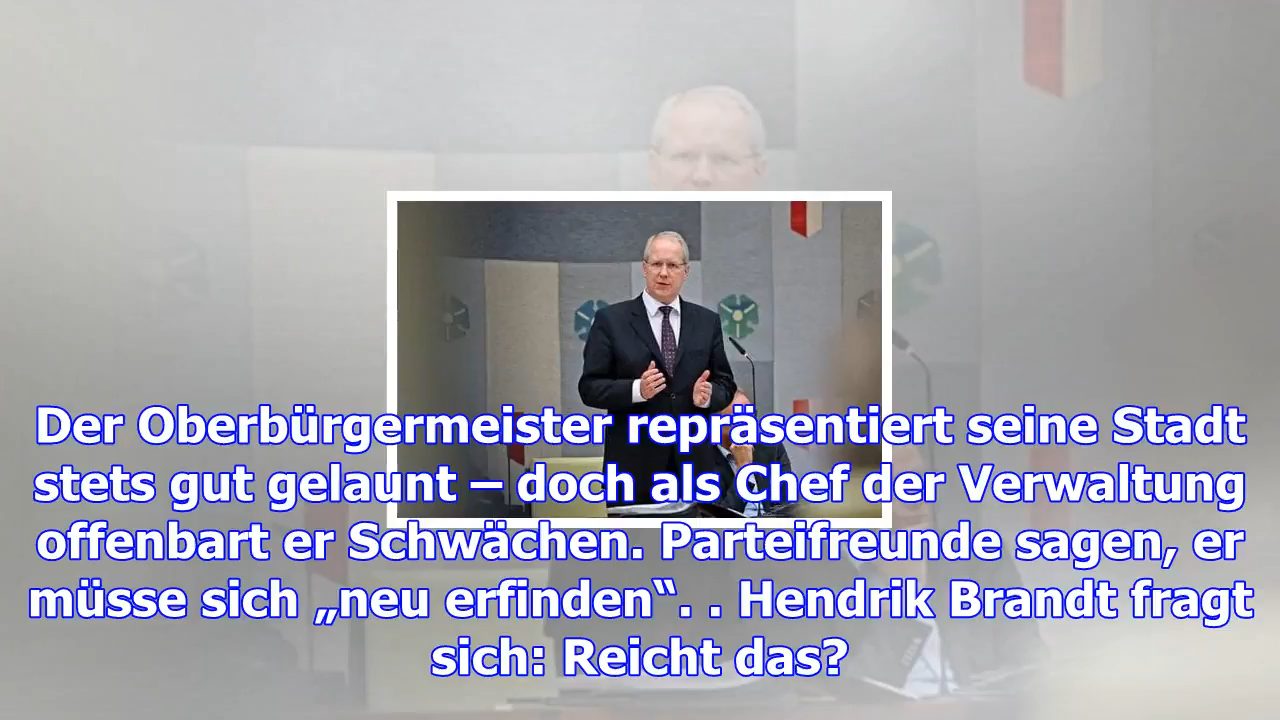 Der Oberbürgermeister repräsentiert seine Stadt
stets gut gelaunt – doch als Chef der Verwaltung
offenbart er Schwächen. Parteifreunde sagen, er
müsse sich „neu erfinden“. . Hendrik Brandt fragt
sich: Reicht das?